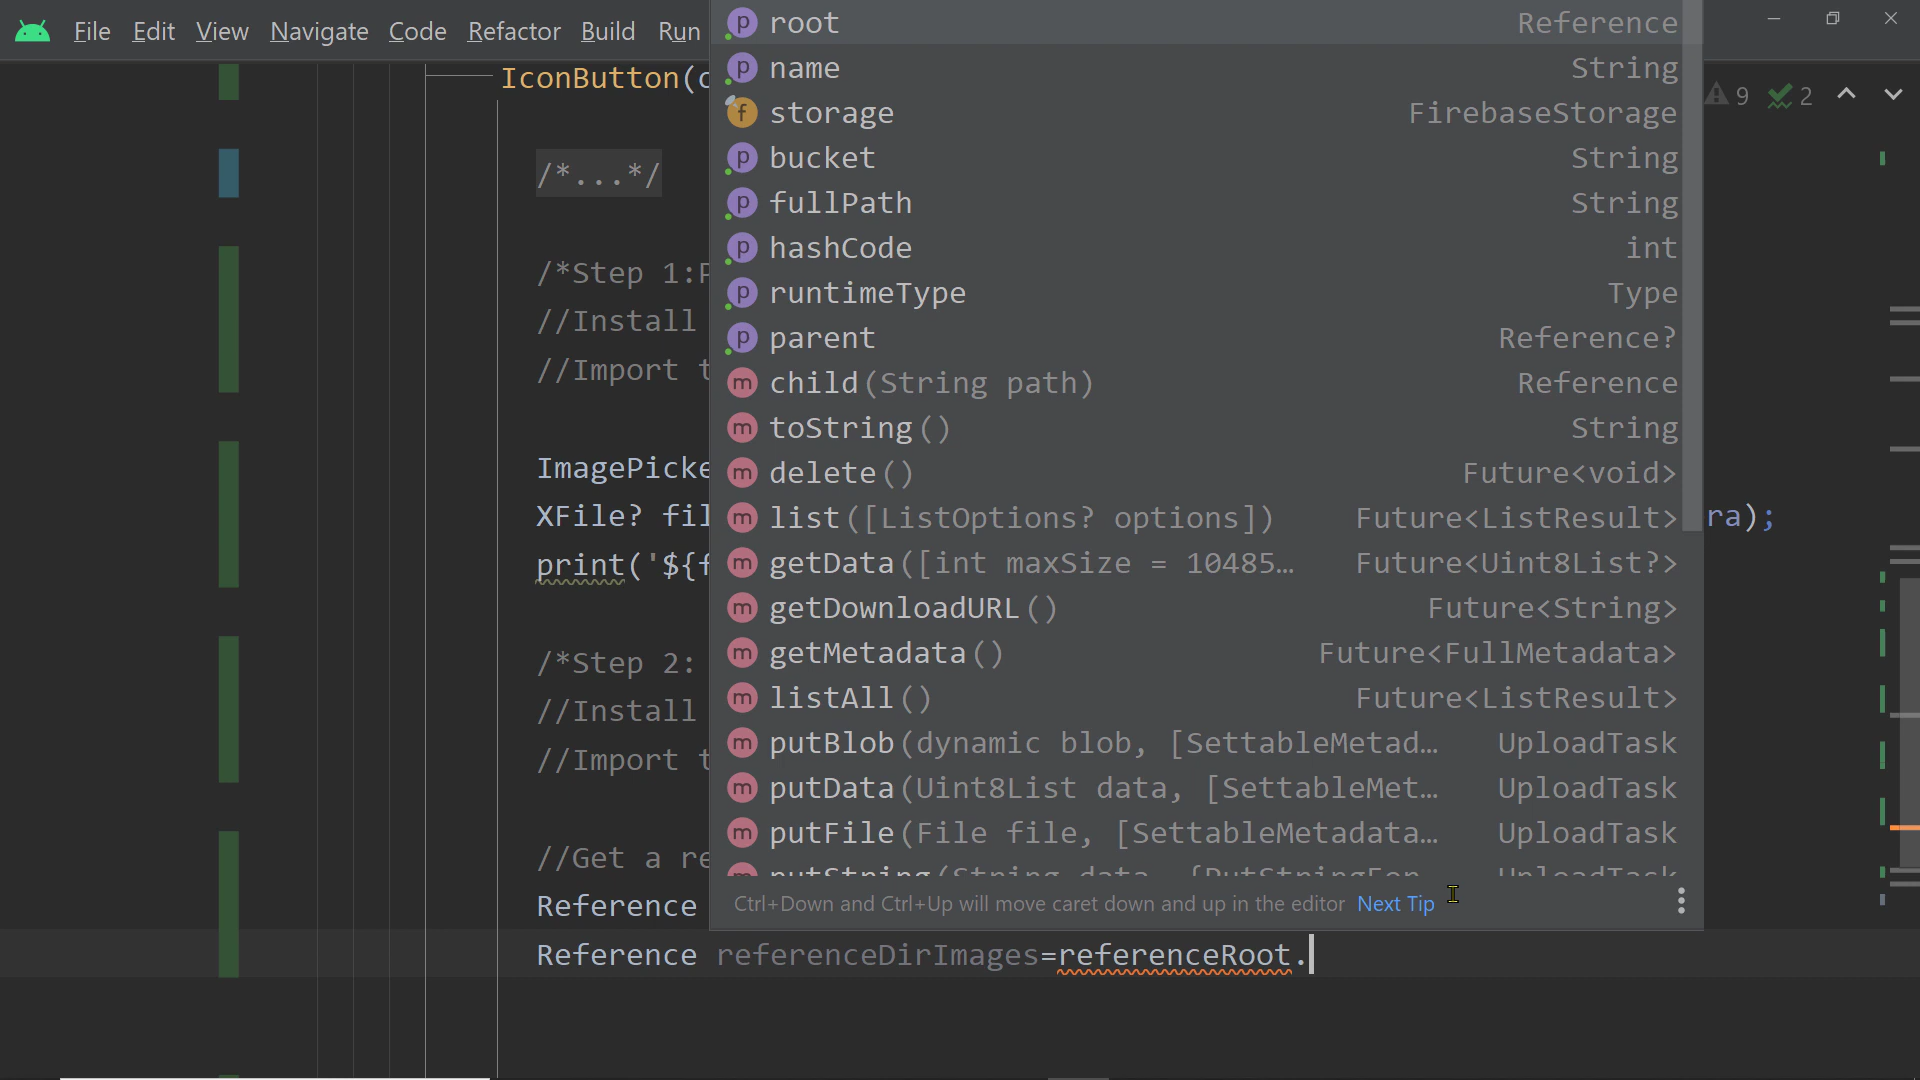 File Edit View Navigate Code Refactor Build Run
IconButton(c
/*...*/
/*Step 1:P
//Install
//Import t
ImagePicke
XFile? fil ra);
print('${f
/*Step 2:
//Install
//Import t
//Get a re
Reference
Reference referenceDirImages=referenceRoot.
root Reference
name String
storage FirebaseStorage
bucket String
fullPath String
hashCode int
runtimeType Type
parent Reference?
child(String path) Reference
toString() String
delete() Future<void>
list([ListOptions? options]) Future<ListResult>
getData([int maxSize = 10485… Future<Uint8List?>
getDownloadURL() Future<String>
getMetadata() Future<FullMetadata>
listAll() Future<ListResult>
putBlob(dynamic blob, [SettableMetad… UploadTask
putData(Uint8List data, [SettableMet… UploadTask
putFile(File file, [SettableMetadata… UploadTask
putString(String data, {PutStringFor UploadTask
Ctrl+Down and Ctrl+Up will move caret down and up in the editor Next Tip
9 2